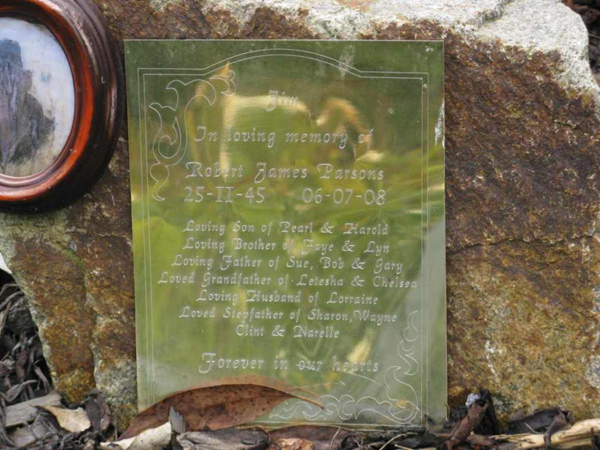 Jim
In loving memory of
Robert James Parsons
25-11-45 06-07-08
Loving Son of Pearl & Harold
Loving Brother of Faye & Lyn
Loving Father of Sue, Bob & Gary
Loved Grandfather of Letesha & Chelsea
Loving Husband of Lorraine
Loved Stepfather of Sharon, Wayne
Clint & Narelle
Forever in our hearts